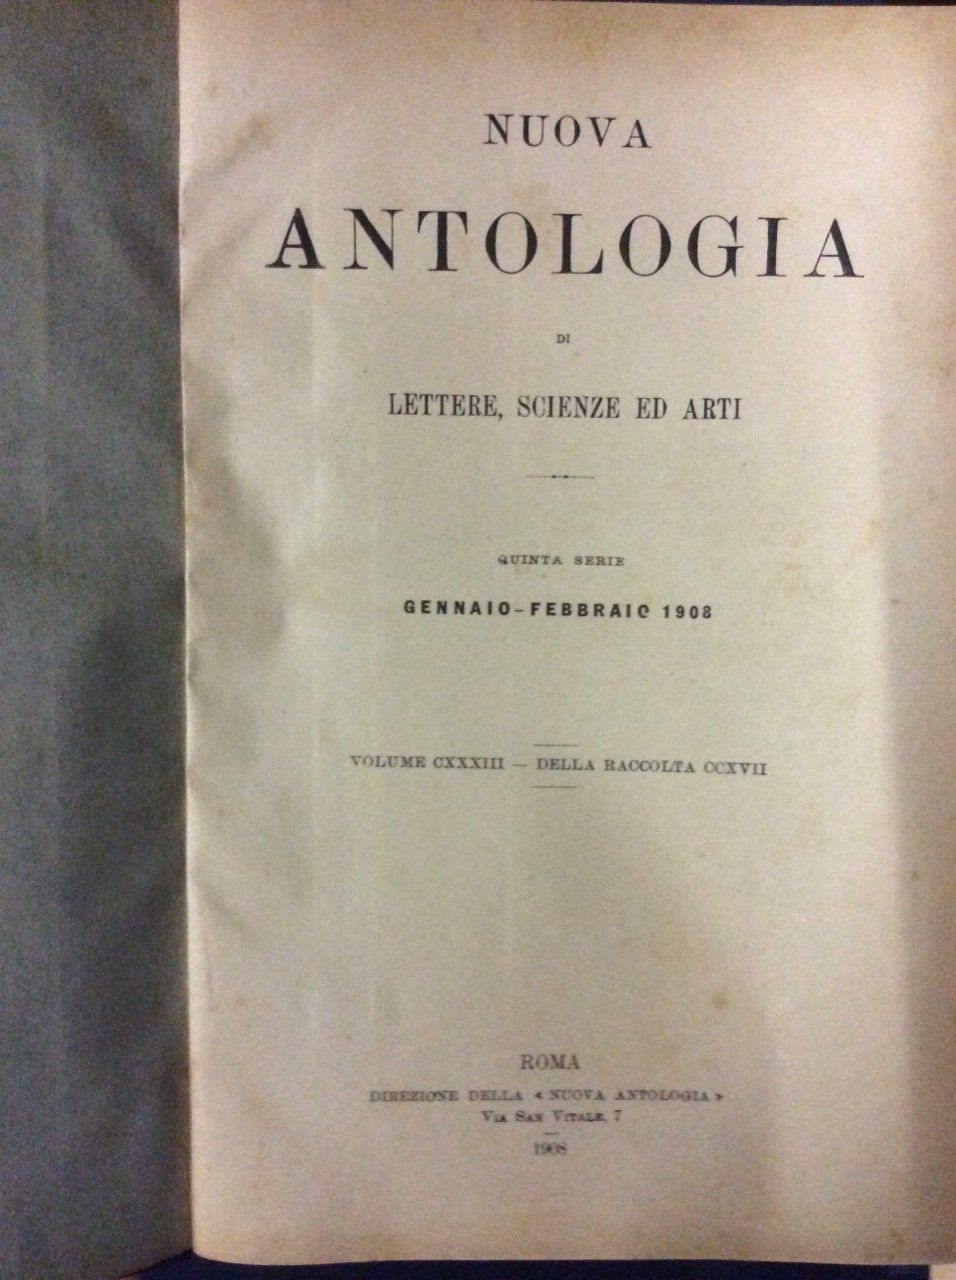 NUOVA
ANTOLOGIA
DI
LETTERE, SCIENZE ED ARTI
QUINTA SERIE
GENNAIO-FEBBRAIO 1908
VOLUME CXXXIII — DELLA RACCOLTA CCXVII
ROMA
DIREZIONE DELLA « NUOVA ANTOLOGIA »
VIA SAN VITALE, 7
1908